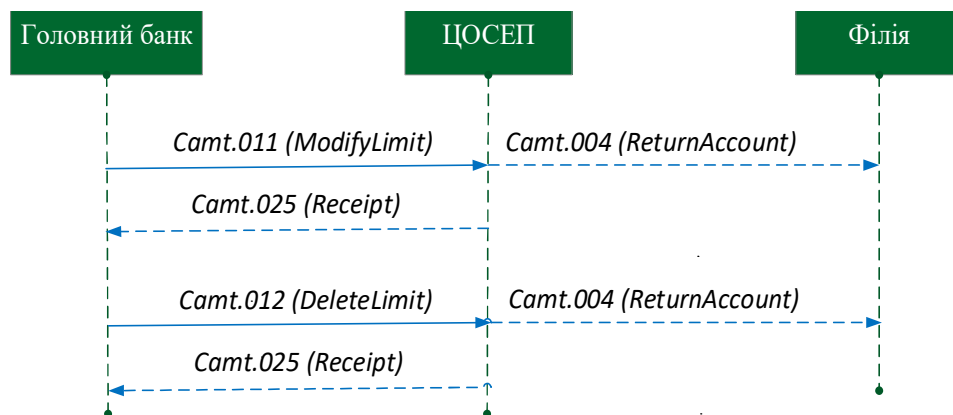 Головний банк
ЦОСЕП
Філія
Camt.011 (ModifyLimit)
Camt.004 (ReturnAccount)
Camt.025 (Receipt)
Camt.012 (DeleteLimit)
Camt.004 (ReturnAccount)
Camt.025 (Receipt)